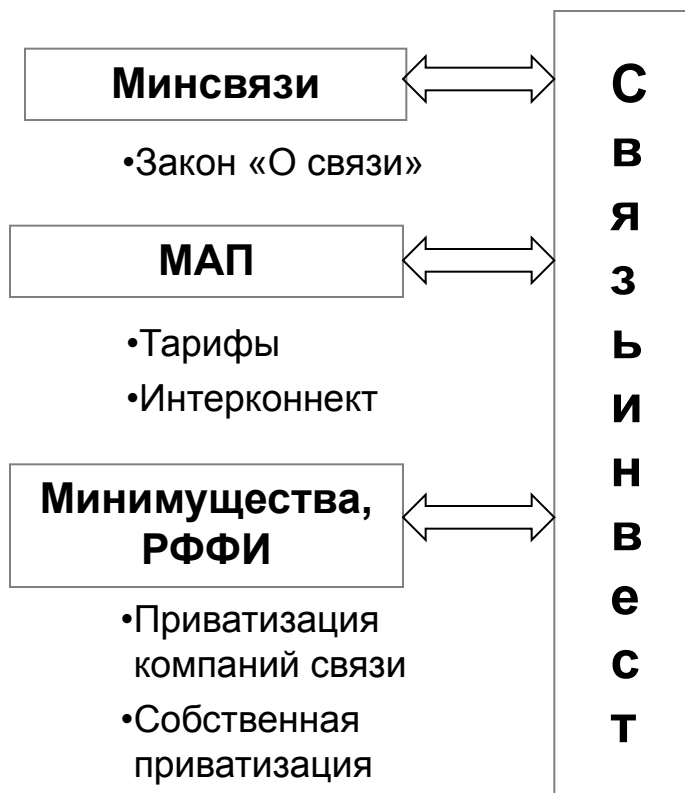 Минсвязи
•Закон «О связи»
МАП
•Тарифы
•Интерконнект
Минимущества,
РФФИ
•Приватизация
компаний связи
•Собственная
приватизация
С
в
я
з
ь
и
н
в
е
с
т